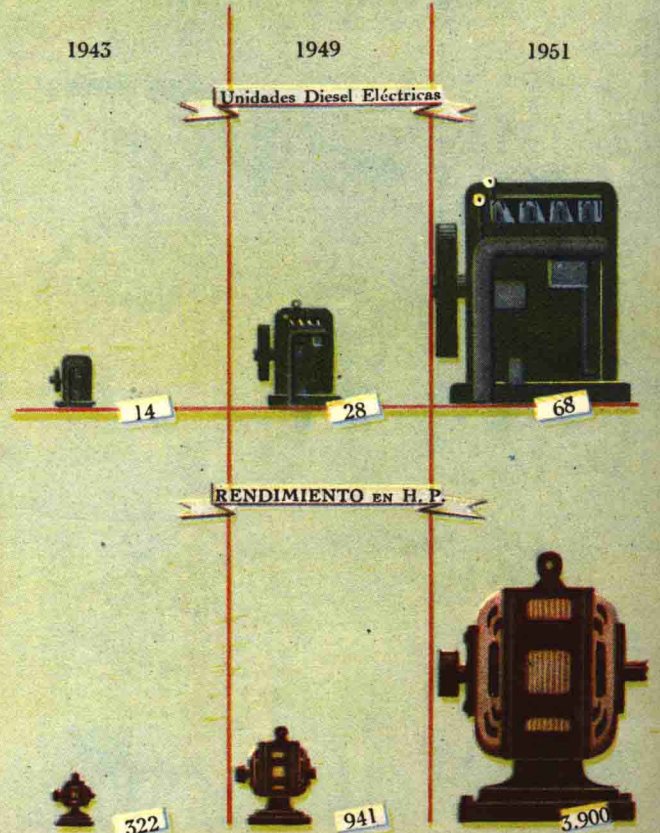 1943 1949 1951
Unidades Diesel Eléctricas
14 28 68
RENDIMIENTO EN H. P.
322 941 3.900